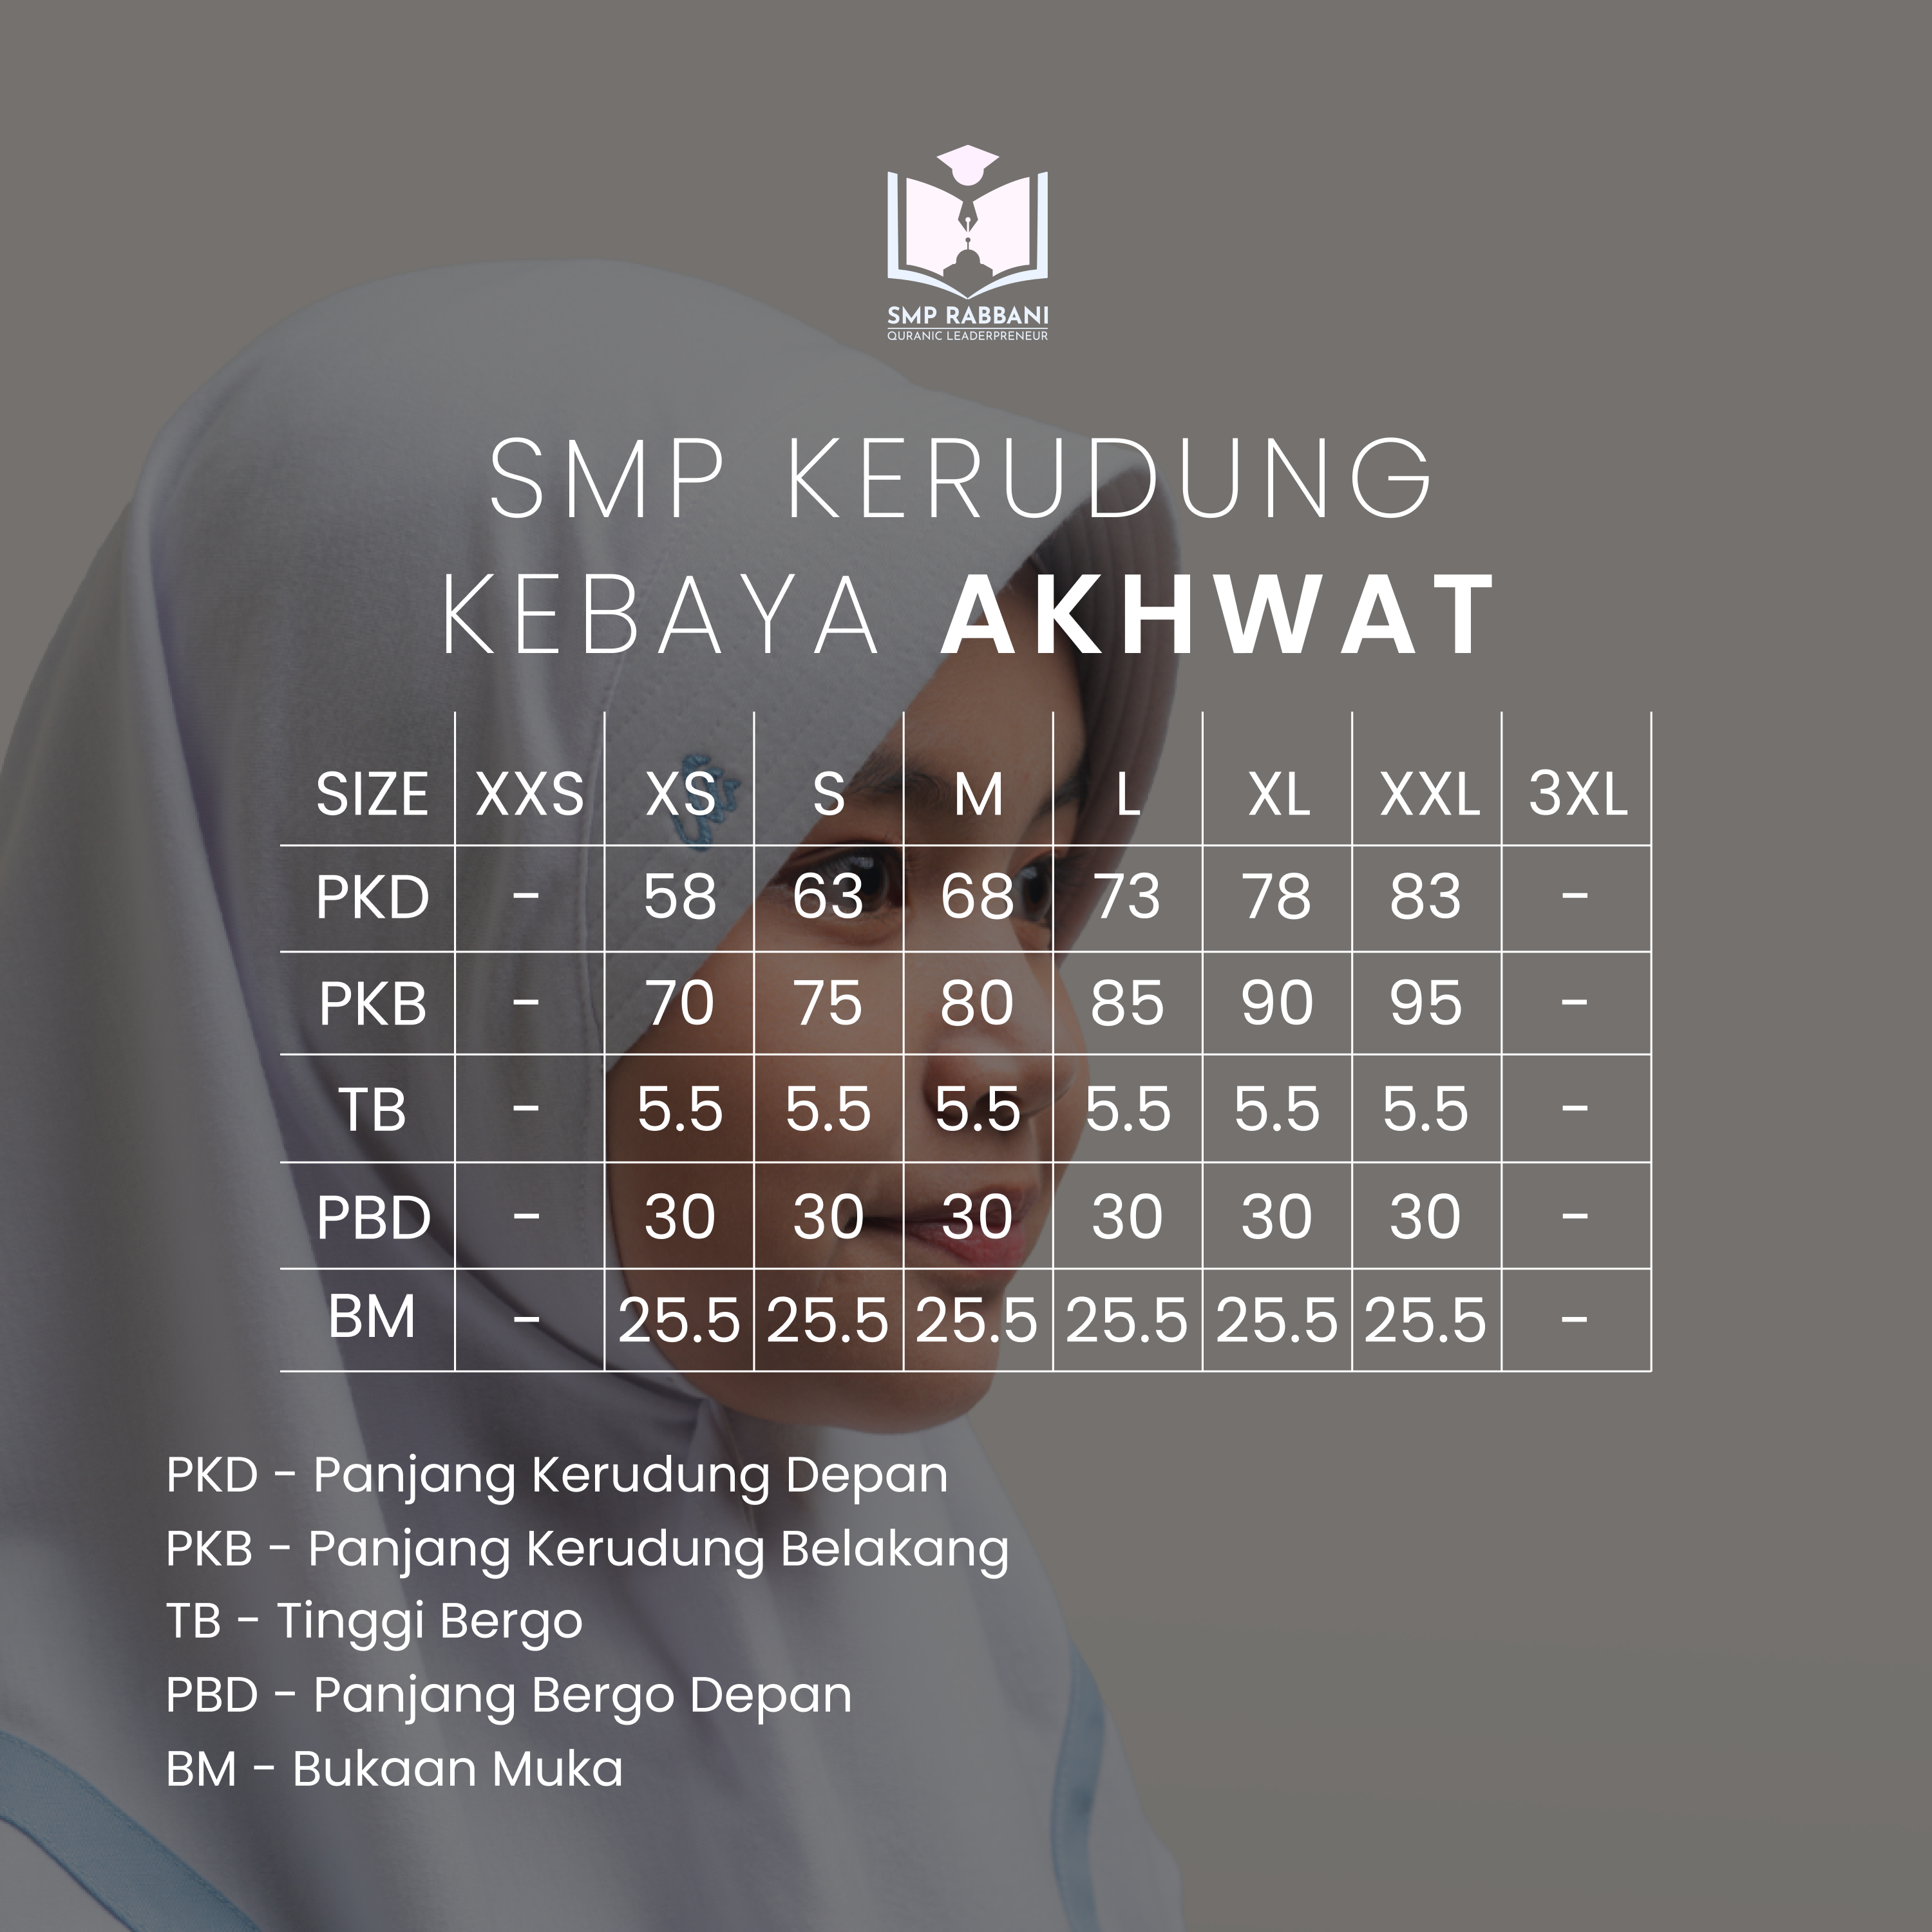 SMP RABBANI
QURANIC LEADERPRENEUR
SMP KERUDUNG
KEBAYA AKHWAT
SIZE XXS XS S M L XL XXL 3XL
PKD - 58 63 68 73 78 83 -
PKB - 70 75 80 85 90 95 -
TB - 5.5 5.5 5.5 5.5 5.5 5.5 -
PBD - 30 30 30 30 30 30 -
BM - 25.5 25.5 25.5 25.5 25.5 25.5 -
PKD - Panjang Kerudung Depan
PKB - Panjang Kerudung Belakang
TB - Tinggi Bergo
PBD - Panjang Bergo Depan
BM - Bukaan Muka